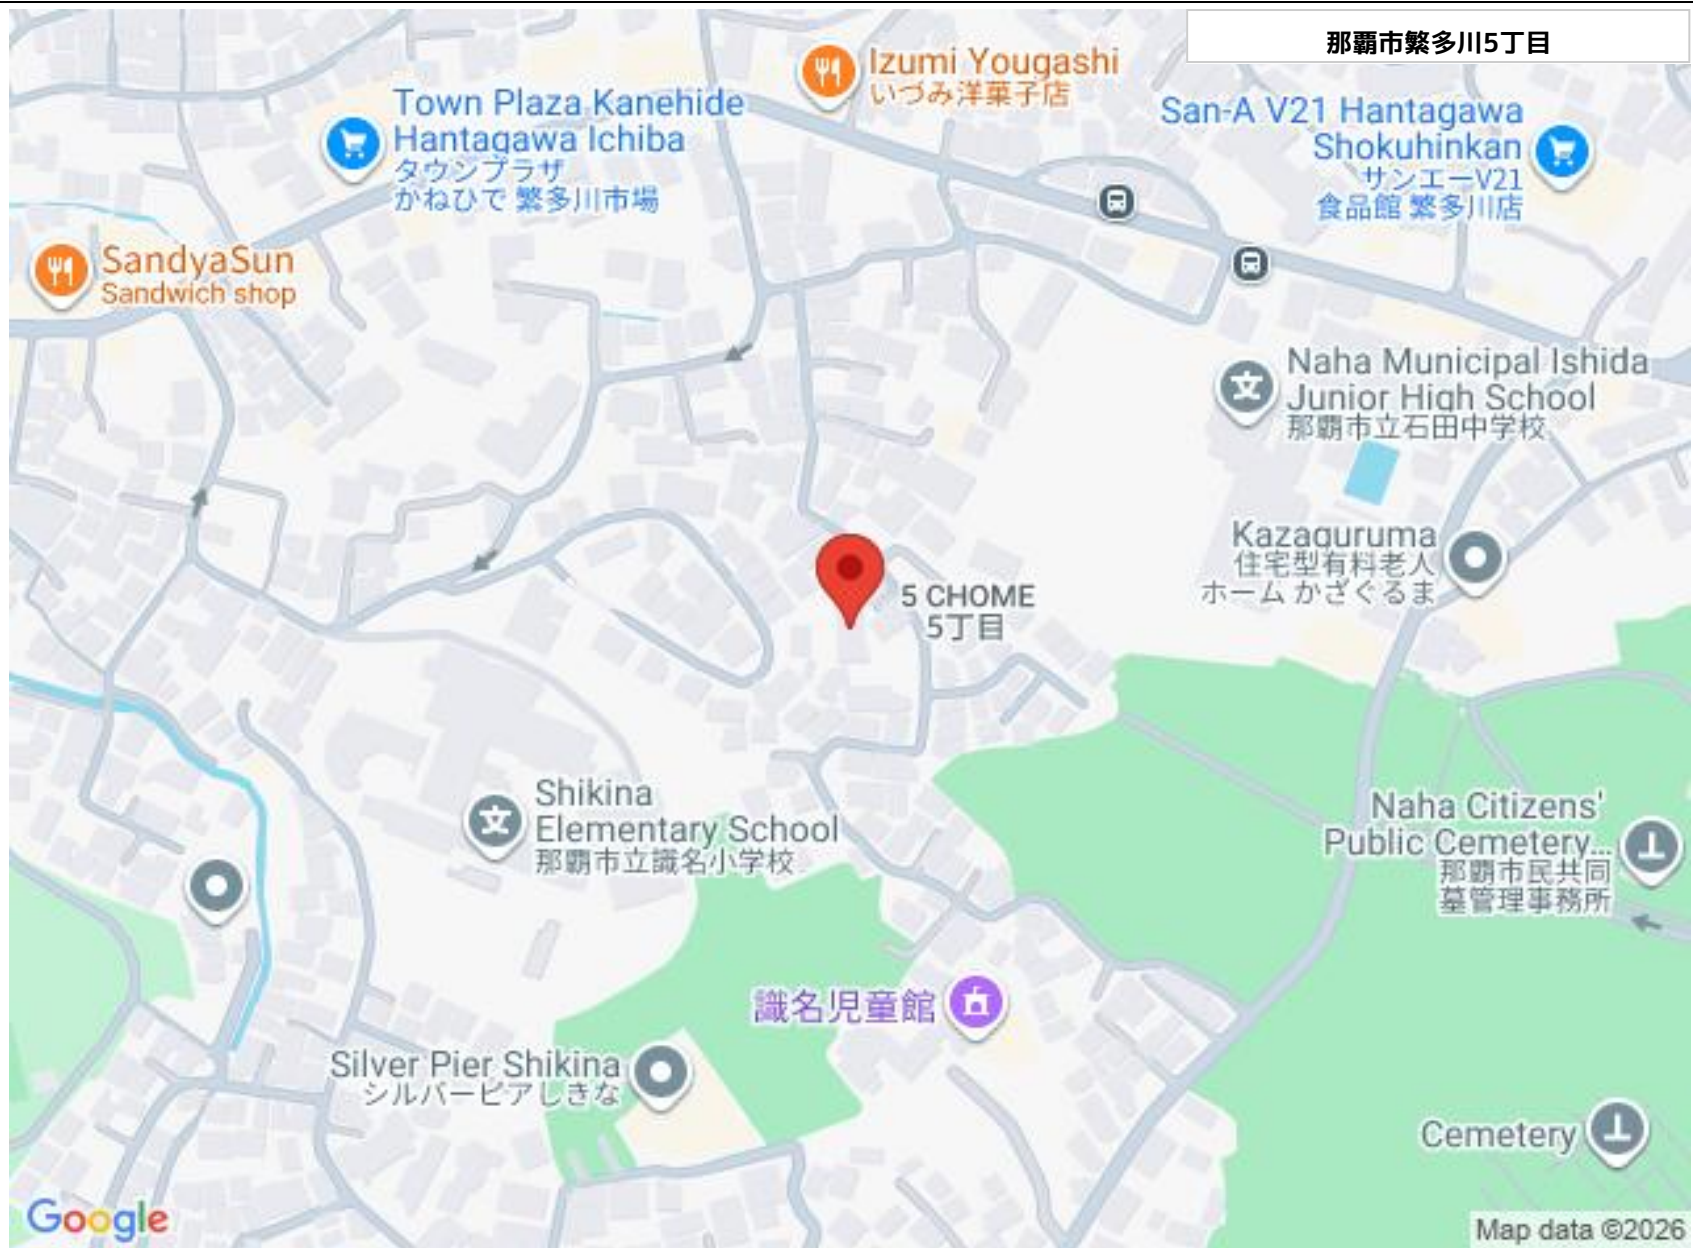 那覇市繁多川5丁目
Izumi Yougashi
いづみ洋菓子店
Town Plaza Kanehide
Hantagawa Ichiba
タウンプラザ
かねひで 繁多川市場
San-A V21 Hantagawa
Shokuhinkan
サンエーV21
食品館 繁多川店
SandyaSun
Sandwich shop
Naha Municipal Ishida
Junior High School
那覇市立石田中学校
文
Kazaguruma
住宅型有料老人
ホーム かざぐるま
5 CHOME
5丁目
Shikina
Elementary School
那覇市立識名小学校
文
Naha Citizens'
Public Cemetery...
那覇市民共同
墓管理事務所
識名児童館
Silver Pier Shikina
シルバーピアしきな
Cemetery
Google
Map data ©2026